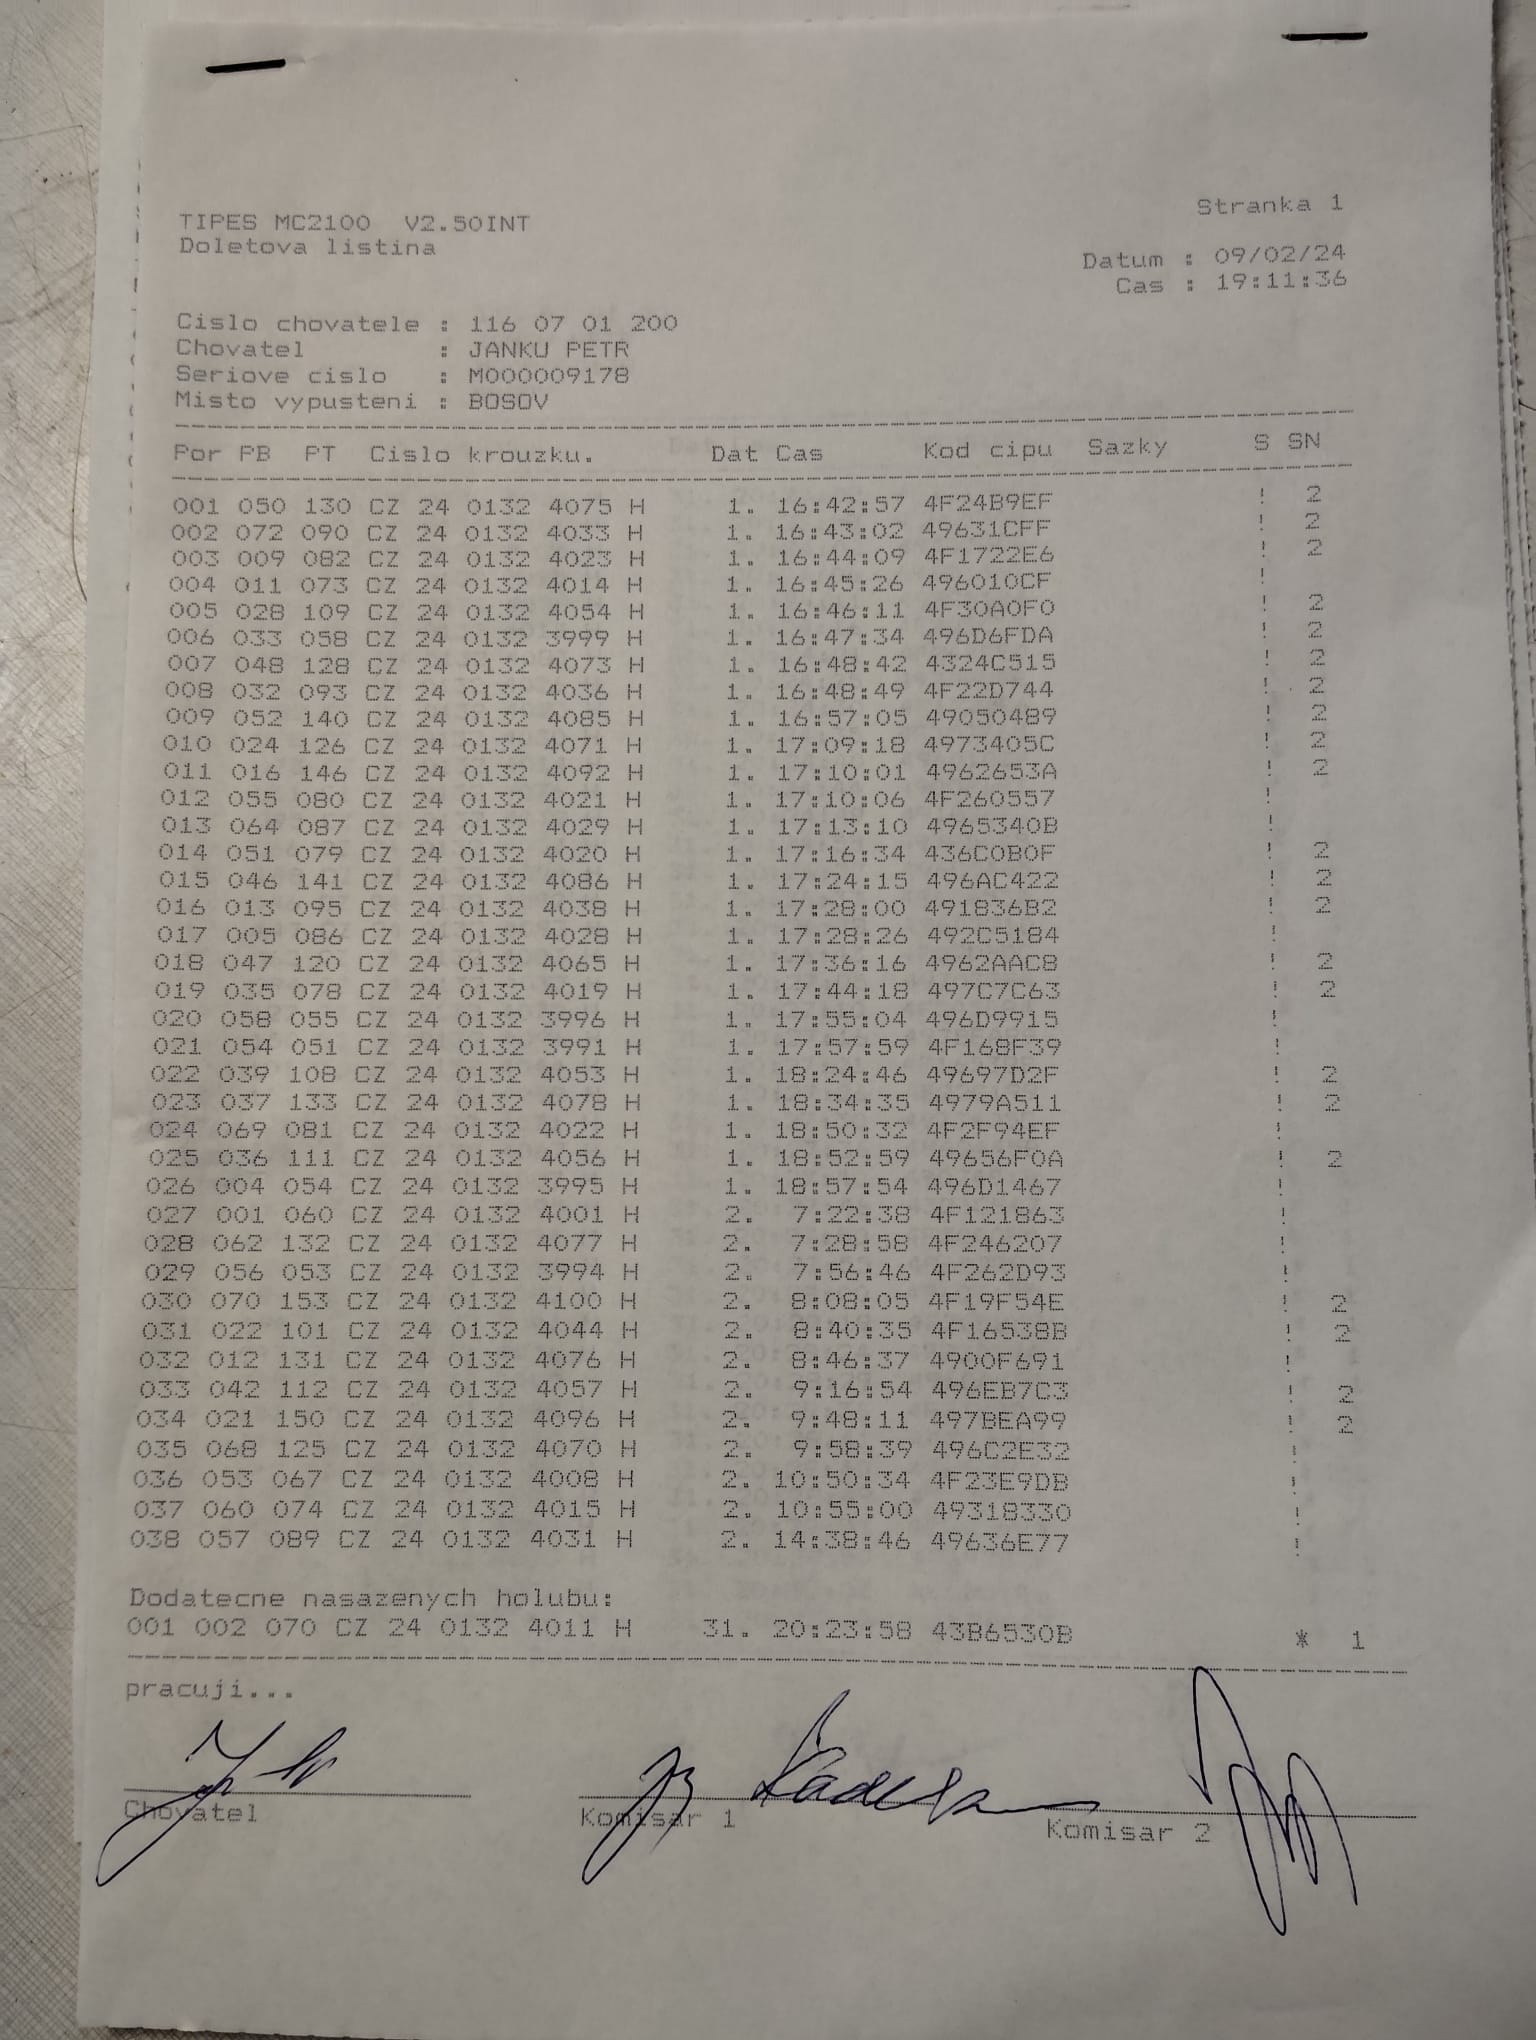 Stranka 1
TIPES MC2100 V2.50INT
Doletova listina
Datum : 09/02/24
Cas : 19:11:36
Cislo chovatele : 116 07 01 200
Chovatel : JANKU PETR
Seriove cislo : M000009178
Misto vypusteni : BOSOV
Por PB PT Cislo krouzku. Dat Cas Kod cipu Sazky S SN
001 050 130 CZ 24 0132 4075 H 1. 16:42:57 4F24B9EF ! 2
002 072 090 CZ 24 0132 4033 H 1. 16:43:02 49631CFF ! 2
003 009 082 CZ 24 0132 4023 H 1. 16:44:09 4F1722E6 ! 2
004 011 073 CZ 24 0132 4014 H 1. 16:45:26 496010CF !
005 028 109 CZ 24 0132 4054 H 1. 16:46:11 4F30A0F0 ! 2
006 033 058 CZ 24 0132 3999 H 1. 16:47:34 496D6FDA ! 2
007 048 128 CZ 24 0132 4073 H 1. 16:48:42 4324C515 ! 2
008 032 093 CZ 24 0132 4036 H 1. 16:48:49 4F22D744 ! 2
009 052 140 CZ 24 0132 4085 H 1. 16:57:05 49050489 ! 2
010 024 126 CZ 24 0132 4071 H 1. 17:09:18 4973405C ! 2
011 016 146 CZ 24 0132 4092 H 1. 17:10:01 4962653A ! 2
012 055 080 CZ 24 0132 4021 H 1. 17:10:06 4F260557 !
013 064 087 CZ 24 0132 4029 H 1. 17:13:10 4965340B !
014 051 079 CZ 24 0132 4020 H 1. 17:16:34 436C0B0F ! 2
015 046 141 CZ 24 0132 4086 H 1. 17:24:15 496AC422 ! 2
016 013 095 CZ 24 0132 4038 H 1. 17:28:00 491836B2 ! 2
017 005 086 CZ 24 0132 4028 H 1. 17:28:26 492C5184 !
018 047 120 CZ 24 0132 4065 H 1. 17:36:16 4962AAC8 ! 2
019 035 078 CZ 24 0132 4019 H 1. 17:44:18 497C7C63 ! 2
020 058 055 CZ 24 0132 3996 H 1. 17:55:04 496D9915 !
021 054 051 CZ 24 0132 3991 H 1. 17:57:59 4F168F39 !
022 039 108 CZ 24 0132 4053 H 1. 18:24:46 49697D2F ! 2
023 037 133 CZ 24 0132 4078 H 1. 18:34:35 4979A511 ! 2
024 069 081 CZ 24 0132 4022 H 1. 18:50:32 4F2F94EF !
025 036 111 CZ 24 0132 4056 H 1. 18:52:59 49656F0A ! 2
026 004 054 CZ 24 0132 3995 H 1. 18:57:54 496D1467 !
027 001 060 CZ 24 0132 4001 H 2. 7:22:38 4F121863 !
028 062 132 CZ 24 0132 4077 H 2. 7:28:58 4F246207 !
029 056 053 CZ 24 0132 3994 H 2. 7:56:46 4F262D93 !
030 070 153 CZ 24 0132 4100 H 2. 8:08:05 4F19F54E ! 2
031 022 101 CZ 24 0132 4044 H 2. 8:40:35 4F16538B ! 2
032 012 131 CZ 24 0132 4076 H 2. 8:46:37 4900F691 !
033 042 112 CZ 24 0132 4057 H 2. 9:16:54 496EB7C3 ! 2
034 021 150 CZ 24 0132 4096 H 2. 9:48:11 497BEA99 ! 2
035 068 125 CZ 24 0132 4070 H 2. 9:58:39 496C2E32 !
036 053 067 CZ 24 0132 4008 H 2. 10:50:34 4F23E9DB !
037 060 074 CZ 24 0132 4015 H 2. 10:55:00 49318330 !
038 057 089 CZ 24 0132 4031 H 2. 14:38:46 49636E77 !
Dodatecne nasazenych holubu:
001 002 070 CZ 24 0132 4011 H 31. 20:23:58 43B6530B * 1
pracuji...
Chovatel Komisar 1 Komisar 2